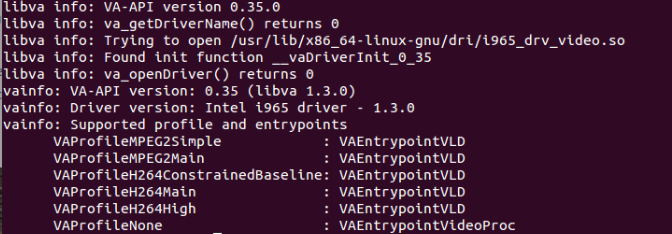 libva info: VA-API version 0.35.0
libva info: va_getDriverName() returns 0
libva info: Trying to open /usr/lib/x86_64-linux-gnu/dri/i965_drv_video.so
libva info: Found init function __vaDriverInit_0_35
libva info: va_openDriver() returns 0
vainfo: VA-API version: 0.35 (libva 1.3.0)
vainfo: Driver version: Intel i965 driver - 1.3.0
vainfo: Supported profile and entrypoints
      VAProfileMPEG2Simple            : VAEntrypointVLD
      VAProfileMPEG2Main              : VAEntrypointVLD
      VAProfileH264ConstrainedBaseline: VAEntrypointVLD
      VAProfileH264Main               : VAEntrypointVLD
      VAProfileH264High               : VAEntrypointVLD
      VAProfileNone                   : VAEntrypointVideoProc